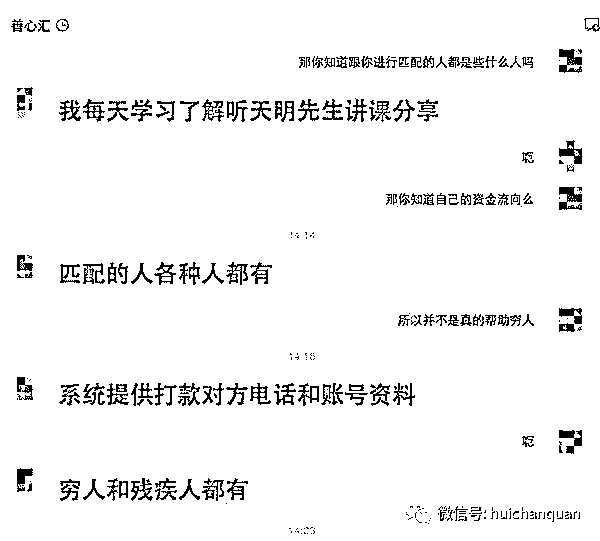 善心汇
那你知道跟你进行匹配的人都是些什么人吗
我每天学习了解听天明先生讲课分享
嗯
那你知道自己的资金流向么
14:14
匹配的人各种人都有
所以并不是真的帮助穷人
14:18
系统提供打款对方电话和账号资料
嗯
穷人和残疾人都有
微信号: huichanquan